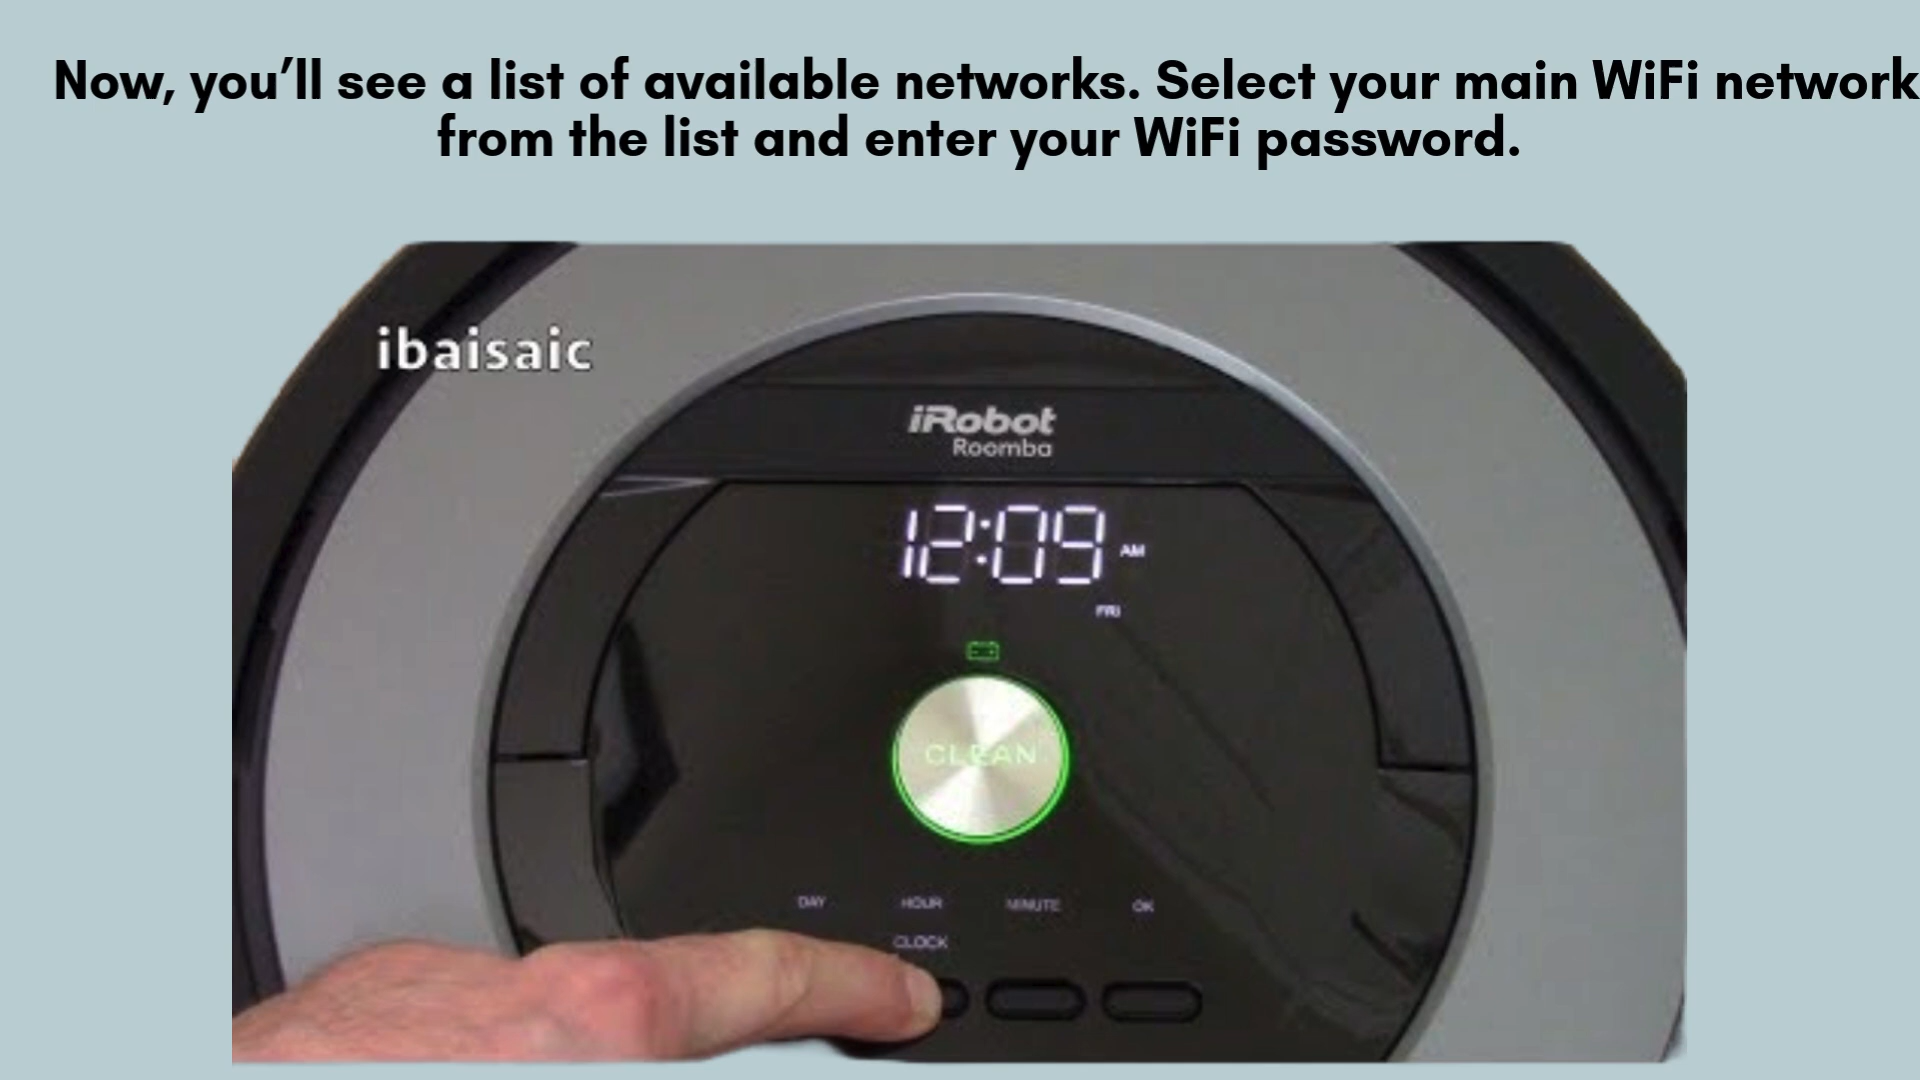 Now, you’ll see a list of available networks. Select your main WiFi network
from the list and enter your WiFi password.
ibaisaic
iRobot
Roomba
12:09 AM
FRI
CLEAN
DAY HOUR MINUTE OK
CLOCK